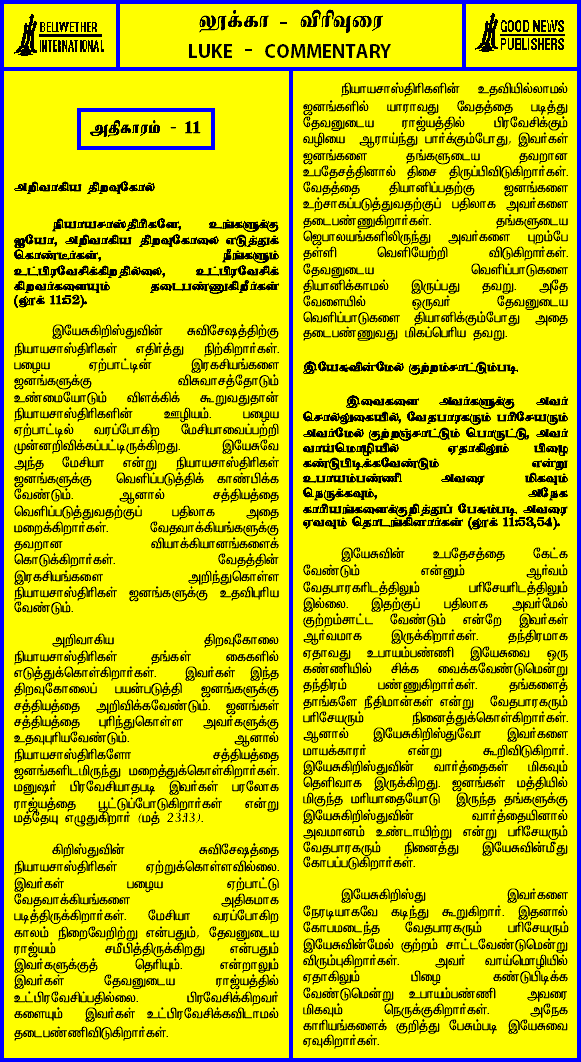 BELLWETHER
INTERNATIONAL
லூக்கா - விரிவுரை
LUKE - COMMENTARY
GOOD NEWS
PUBLISHERS
அதிகாரம் - 11
அறிவாகிய திறவுகோல்
நியாயசாஸ்திரிகளே, உங்களுக்கு
ஐயோ, அறிவாகிய திறவுகோலை எடுத்துக்
கொண்டீர்கள், நீங்களும்
உட்பிரவேசிக்கிறதில்லை, உட்பிரவேசிக்
கிறவர்களையும் தடைபண்ணுகிறீர்கள்
(லூக் 11:52).
இயேசுகிறிஸ்துவின் சுவிசேஷத்திற்கு
நியாயசாஸ்திரிகள் எதிர்த்து நிற்கிறார்கள்.
பழைய ஏற்பாட்டின் இரகசியங்களை
ஜனங்களுக்கு விசுவாசத்தோடும்
உண்மையோடும் விளக்கிக் கூறுவதுதான்
நியாயசாஸ்திரிகளின் ஊழியம். பழைய
ஏற்பாட்டில் வரப்போகிற மேசியாவைப்பற்றி
முன்னறிவிக்கப்பட்டிருக்கிறது. இயேசுவே
அந்த மேசியா என்று நியாயசாஸ்திரிகள்
ஜனங்களுக்கு வெளிப்படுத்திக் காண்பிக்க
வேண்டும். ஆனால் சத்தியத்தை
வெளிப்படுத்துவதற்குப் பதிலாக அதை
மறைக்கிறார்கள். வேதவாக்கியங்களுக்கு
தவறான வியாக்கியானங்களைக்
கொடுக்கிறார்கள். வேதத்தின்
இரகசியங்களை அறிந்துகொள்ள
நியாயசாஸ்திரிகள் ஜனங்களுக்கு உதவிபுரிய
வேண்டும்.
அறிவாகிய திறவுகோலை
நியாயசாஸ்திரிகள் தங்கள் கைகளில்
எடுத்துக்கொள்கிறார்கள். இவர்கள் இந்த
திறவுகோலைப் பயன்படுத்தி ஜனங்களுக்கு
சத்தியத்தை அறிவிக்கவேண்டும். ஜனங்கள்
சத்தியத்தை புரிந்துகொள்ள அவர்களுக்கு
உதவுபுரியவேண்டும். ஆனால்
நியாயசாஸ்திரிகளோ சத்தியத்தை
ஜனங்களிடமிருந்து மறைத்துக்கொள்கிறார்கள்.
மனுஷர் பிரவேசியாதபடி இவர்கள் பரலோக
ராஜ்யத்தை பூட்டுப்போடுகிறார்கள் என்று
மத்தேயு எழுதுகிறார் (மத் 23:13).
கிறிஸ்துவின் சுவிசேஷத்தை
நியாயசாஸ்திரிகள் ஏற்றுக்கொள்ளவில்லை.
இவர்கள் பழைய ஏற்பாட்டு
வேதவாக்கியங்களை அதிகமாக
படித்திருக்கிறார்கள். மேசியா வரப்போகிற
காலம் நிறைவேறிற்று என்பதும், தேவனுடைய
ராஜ்யம் சமீபித்திருக்கிறது என்பதும்
இவர்களுக்குத் தெரியும். என்றாலும்
இவர்கள் தேவனுடைய ராஜ்யத்தில்
உட்பிரவேசிப்பதில்லை. பிரவேசிக்கிறவர்
களையும் இவர்கள் உட்பிரவேசிக்கவிடாமல்
தடைபண்ணிவிடுகிறார்கள்.
நியாயசாஸ்திரிகளின் உதவியில்லாமல்
ஜனங்களில் யாராவது வேதத்தை படித்து
தேவனுடைய ராஜ்யத்தில் பிரவேசிக்கும்
வழியை ஆராய்ந்து பார்க்கும்போது, இவர்கள்
ஜனங்களை தங்களுடைய தவறான
உபதேசத்தினால் திசை திருப்பிவிடுகிறார்கள்.
வேதத்தை தியானிப்பதற்கு ஜனங்களை
உற்சாகப்படுத்துவதற்குப் பதிலாக அவர்களை
தடைபண்ணுகிறார்கள். தங்களுடைய
ஜெபாலயங்களிலிருந்து அவர்களை புறம்பே
தள்ளி வெளியேற்றி விடுகிறார்கள்.
தேவனுடைய வெளிப்பாடுகளை
தியானிக்காமல் இருப்பது தவறு. அதே
வேளையில் ஒருவர் தேவனுடைய
வெளிப்பாடுகளை தியானிக்கும்போது அதை
தடைபண்ணுவது மிகப்பெரிய தவறு.
இயேசுவின்மேல் குற்றம்சாட்டும்படி.
இவைகளை அவர்களுக்கு அவர்
சொல்லுகையில், வேதபாரகரும் பரிசேயரும்
அவர்மேல் குற்றஞ்சாட்டும் பொருட்டு, அவர்
வாய்மொழியில் ஏதாகிலும் பிழை
கண்டுபிடிக்கவேண்டும் என்று
உபாயம்பண்ணி அவரை மிகவும்
நெருக்கவும், அநேக
காரியங்களைக்குறித்துப் பேசும்படி அவரை
ஏவவும் தொடங்கினார்கள் (லூக் 11:53,54).
இயேசுவின் உபதேசத்தை கேட்க
வேண்டும் என்னும் ஆர்வம்
வேதபாரகரிடத்திலும் பரிசேயரிடத்திலும்
இல்லை. இதற்குப் பதிலாக அவர்மேல்
குற்றம்சாட்ட வேண்டும் என்றே இவர்கள்
ஆர்வமாக இருக்கிறார்கள். தந்திரமாக
ஏதாவது உபாயம்பண்ணி இயேசுவை ஒரு
கண்ணியில் சிக்க வைக்கவேண்டுமென்று
தந்திரம் பண்ணுகிறார்கள். தங்களைத்
தாங்களே நீதிமான்கள் என்று வேதபாரகரும்
பரிசேயரும் நினைத்துக்கொள்கிறார்கள்.
ஆனால் இயேசுகிறிஸ்துவோ இவர்களை
மாயக்காரர் என்று கூறிவிடுகிறார்.
இயேசுகிறிஸ்துவின் வார்த்தைகள் மிகவும்
தெளிவாக இருக்கிறது. ஜனங்கள் மத்தியில்
மிகுந்த மரியாதையோடு இருந்த தங்களுக்கு
இயேசுகிறிஸ்துவின் வார்த்தையினால்
அவமானம் உண்டாயிற்று என்று பரிசேயரும்
வேதபாரகரும் நினைத்து இயேசுவின்மீது
கோபப்படுகிறார்கள்.
இயேசுகிறிஸ்து இவர்களை
நேரடியாகவே கடிந்து கூறுகிறார். இதனால்
கோபமடைந்த வேதபாரகரும் பரிசேயரும்
இயேசுவின்மேல் குற்றம் சாட்டவேண்டுமென்று
விரும்புகிறார்கள். அவர் வாய்மொழியில்
ஏதாகிலும் பிழை கண்டுபிடிக்க
வேண்டுமென்று உபாயம்பண்ணி அவரை
மிகவும் நெருக்குகிறார்கள். அநேக
காரியங்களைக் குறித்து பேசும்படி இயேசுவை
ஏவுகிறார்கள்.